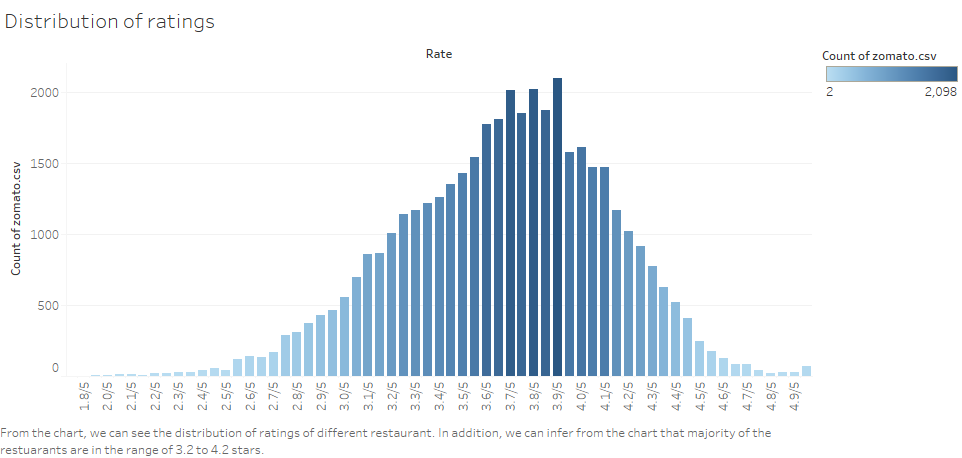 Distribution of ratings
Rate
Count of zomato.csv
2 2,098
Count of zomato.csv
2000
1500
1000
500
0
1.8/5 2.0/5 2.1/5 2.2/5 2.3/5 2.4/5 2.5/5 2.6/5 2.7/5 2.8/5 2.9/5 3.0/5 3.1/5 3.2/5 3.3/5 3.4/5 3.5/5 3.6/5 3.7/5 3.8/5 3.9/5 4.0/5 4.1/5 4.2/5 4.3/5 4.4/5 4.5/5 4.6/5 4.7/5 4.8/5 4.9/5
From the chart, we can see the distribution of ratings of different restaurant. In addition, we can infer from the chart that majority of the
restuarants are in the range of 3.2 to 4.2 stars.